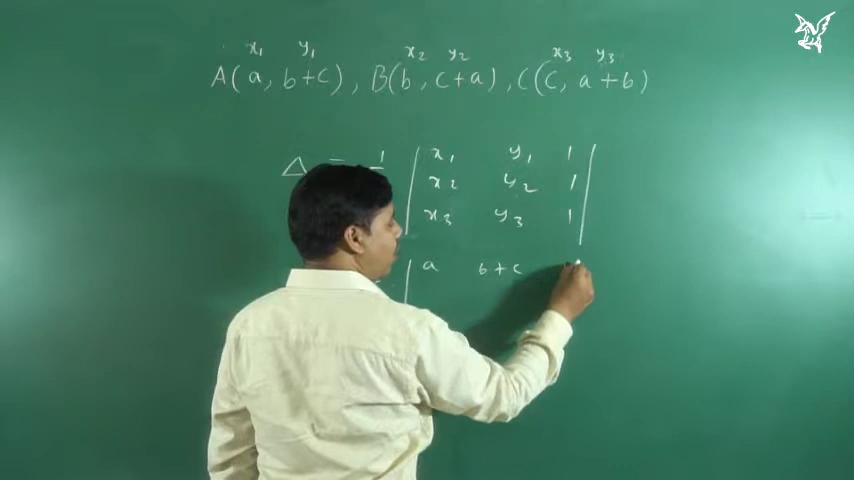 x₁ y₁ x₂ y₂ x₃ y₃
A(a, b+c), B(b, c+a), C(c, a+b)
Δ = 1 | x₁ y₁ 1 |
x₂ y₂ 1
x₃ y₃ 1
| a b+c